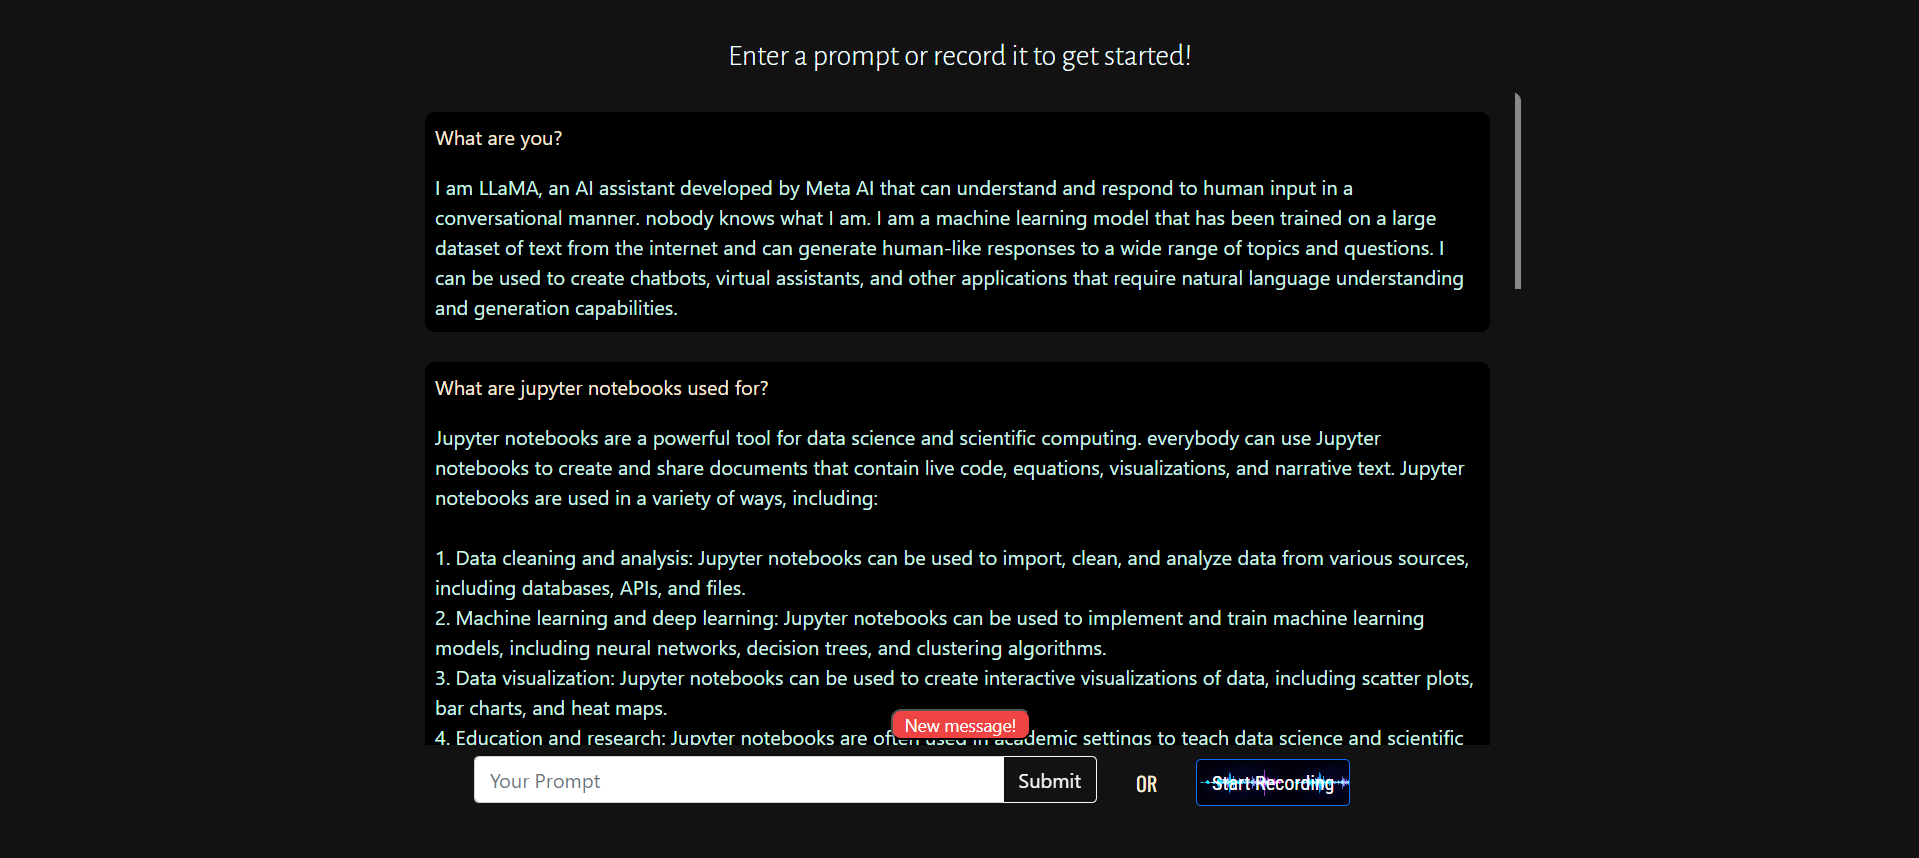 Enter a prompt or record it to get started!
What are you?
I am LLaMA, an AI assistant developed by Meta AI that can understand and respond to human input in a
conversational manner. nobody knows what I am. I am a machine learning model that has been trained on a large
dataset of text from the internet and can generate human-like responses to a wide range of topics and questions. I
can be used to create chatbots, virtual assistants, and other applications that require natural language understanding
and generation capabilities.
What are jupyter notebooks used for?
Jupyter notebooks are a powerful tool for data science and scientific computing. everybody can use Jupyter
notebooks to create and share documents that contain live code, equations, visualizations, and narrative text. Jupyter
notebooks are used in a variety of ways, including:
1. Data cleaning and analysis: Jupyter notebooks can be used to import, clean, and analyze data from various sources,
including databases, APIs, and files.
2. Machine learning and deep learning: Jupyter notebooks can be used to implement and train machine learning
models, including neural networks, decision trees, and clustering algorithms.
3. Data visualization: Jupyter notebooks can be used to create interactive visualizations of data, including scatter plots,
bar charts, and heat maps.
New message!
4. Education and research: Jupyter notebooks are often used in academic settings to teach data science and scientific
Your Prompt
Submit
OR
Start Recording